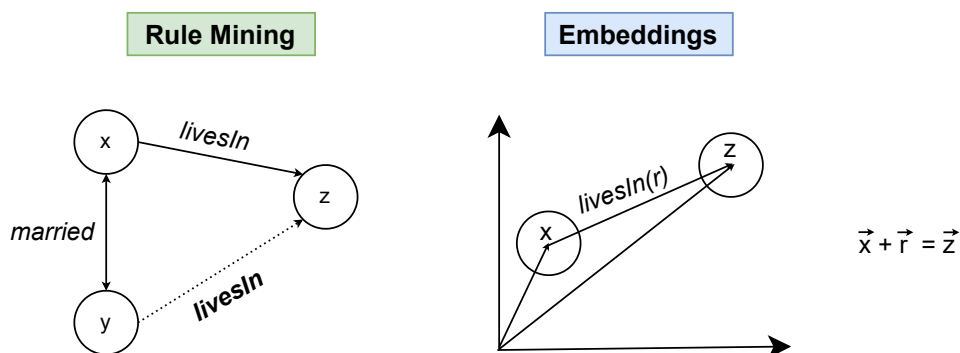 Rule Mining
x
livesIn
z
married
livesIn
y
Embeddings
z
livesIn(r)
x
x⃗ + r⃗ = z⃗